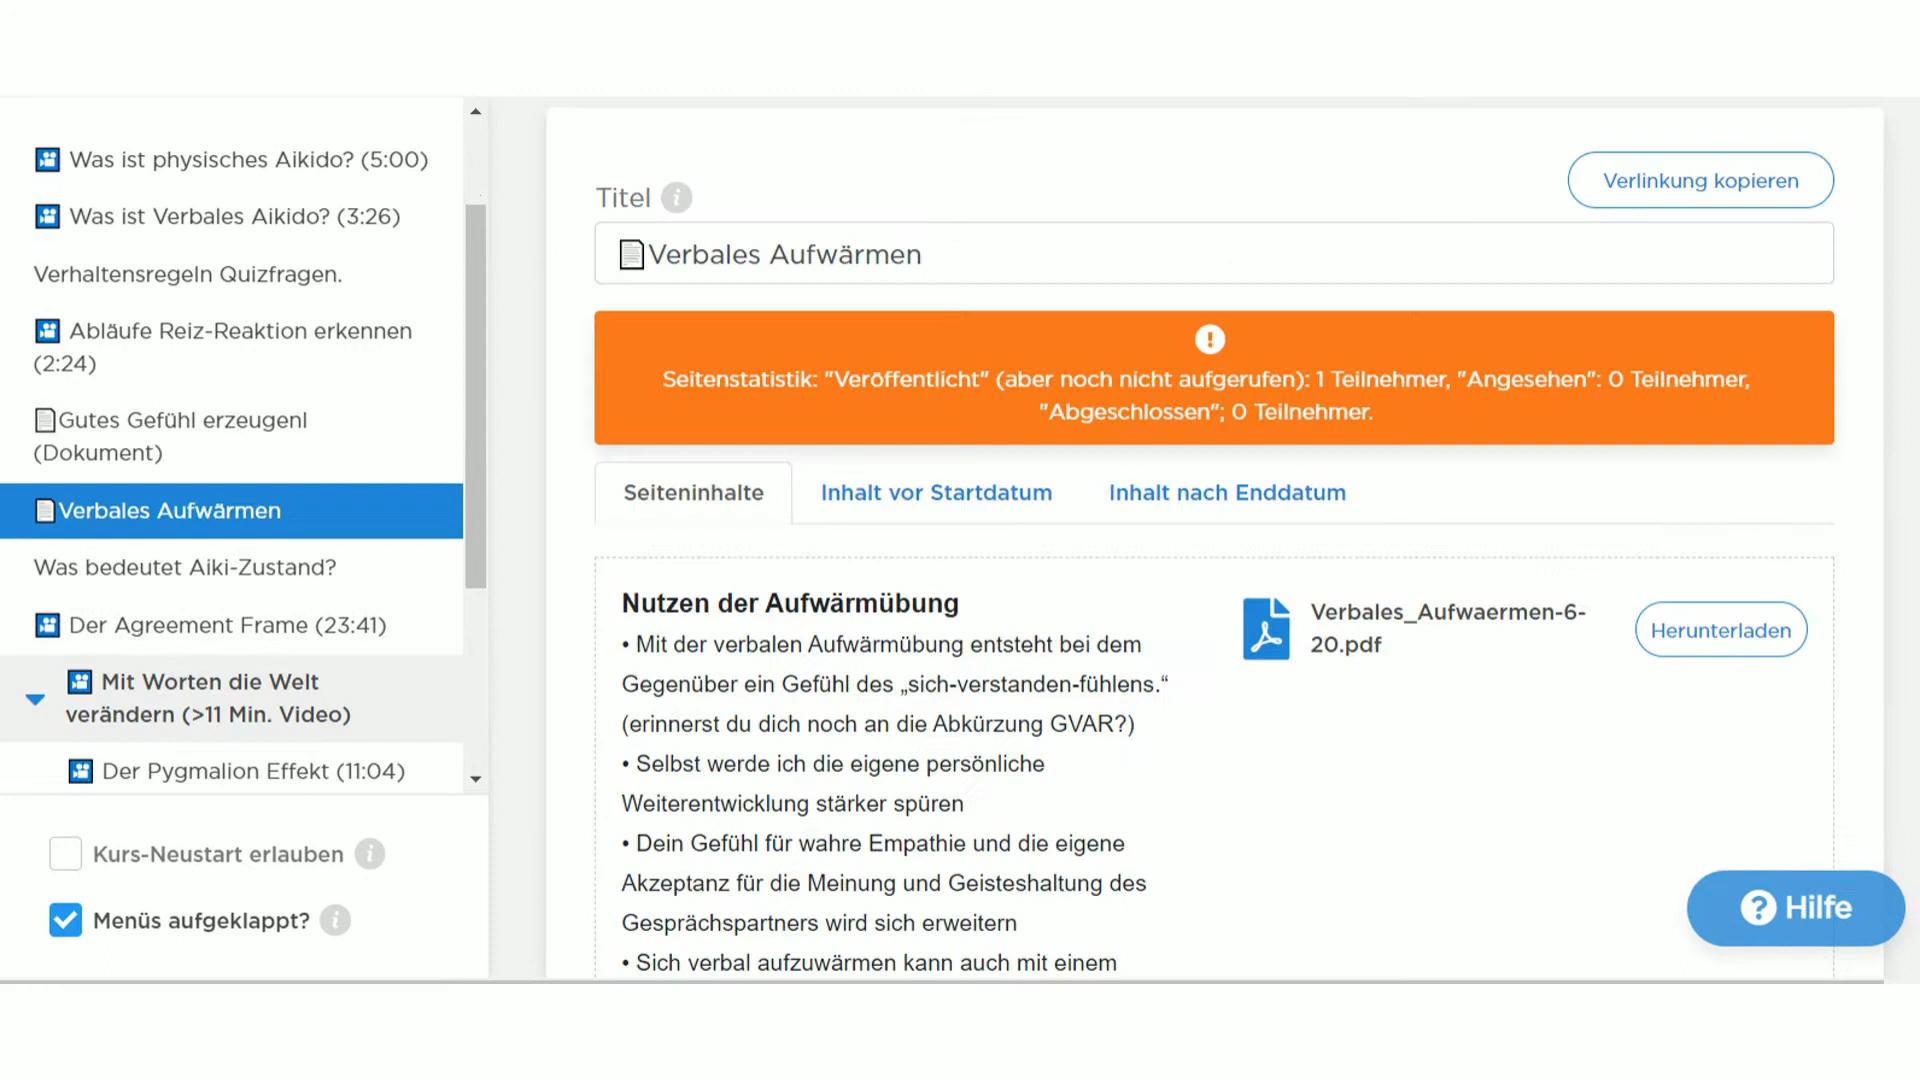 Was ist physisches Aikido? (5:00)
Was ist Verbales Aikido? (3:26)
Verhaltensregeln Quizfragen.
Abläufe Reiz-Reaktion erkennen
(2:24)
Gutes Gefühl erzeugenl
(Dokument)
Verbales Aufwärmen
Was bedeutet Aiki-Zustand?
Der Agreement Frame (23:41)
Mit Worten die Welt
verändern (>11 Min. Video)
Der Pygmalion Effekt (11:04)
Kurs-Neustart erlauben
Menüs aufgeklappt?
Verlinkung kopieren
Titel
Verbales Aufwärmen
Seitenstatistik: "Veröffentlicht" (aber noch nicht aufgerufen): 1 Teilnehmer, "Angesehen": 0 Teilnehmer,
"Abgeschlossen"; 0 Teilnehmer.
Seiteninhalte
Inhalt vor Startdatum
Inhalt nach Enddatum
Nutzen der Aufwärmübung
• Mit der verbalen Aufwärmübung entsteht bei dem
Gegenüber ein Gefühl des „sich-verstanden-fühlens.“
(erinnerst du dich noch an die Abkürzung GVAR?)
• Selbst werde ich die eigene persönliche
Weiterentwicklung stärker spüren
• Dein Gefühl für wahre Empathie und die eigene
Akzeptanz für die Meinung und Geisteshaltung des
Gesprächspartners wird sich erweitern
• Sich verbal aufzuwärmen kann auch mit einem
Verbales_Aufwaermen-6-
20.pdf
Herunterladen
Hilfe